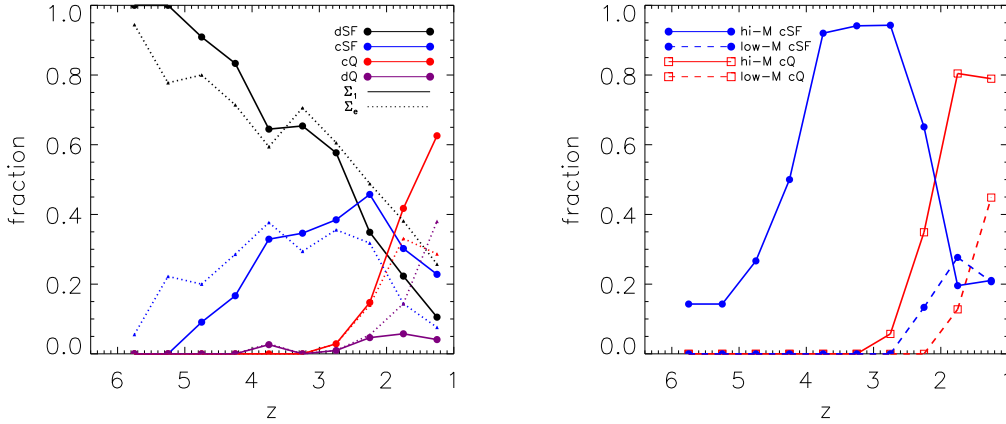 1.0
0.8
0.6
0.4
0.2
0.0
fraction
6 5 4 3 2 1
z
dSF
cSF
cQ
dQ
Σ₁
Σₑ
1.0
0.8
0.6
0.4
0.2
0.0
fraction
6 5 4 3 2 1
z
hi-M cSF
low-M cSF
hi-M cQ
low-M cQ